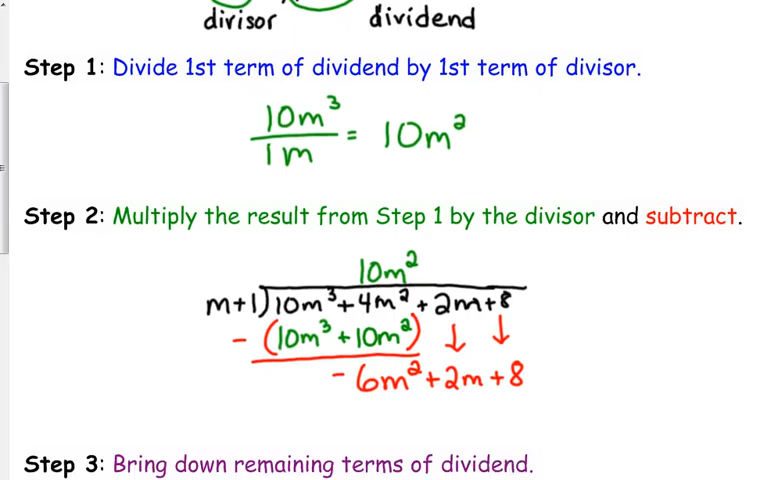 divisor dividend
Step 1: Divide 1st term of dividend by 1st term of divisor.
10m³
1m = 10m²
Step 2: Multiply the result from Step 1 by the divisor and subtract.
10m²
m+1)10m³+4m²+2m+8
- (10m³+10m²) ↓ ↓
-6m²+2m+8
Step 3: Bring down remaining terms of dividend.